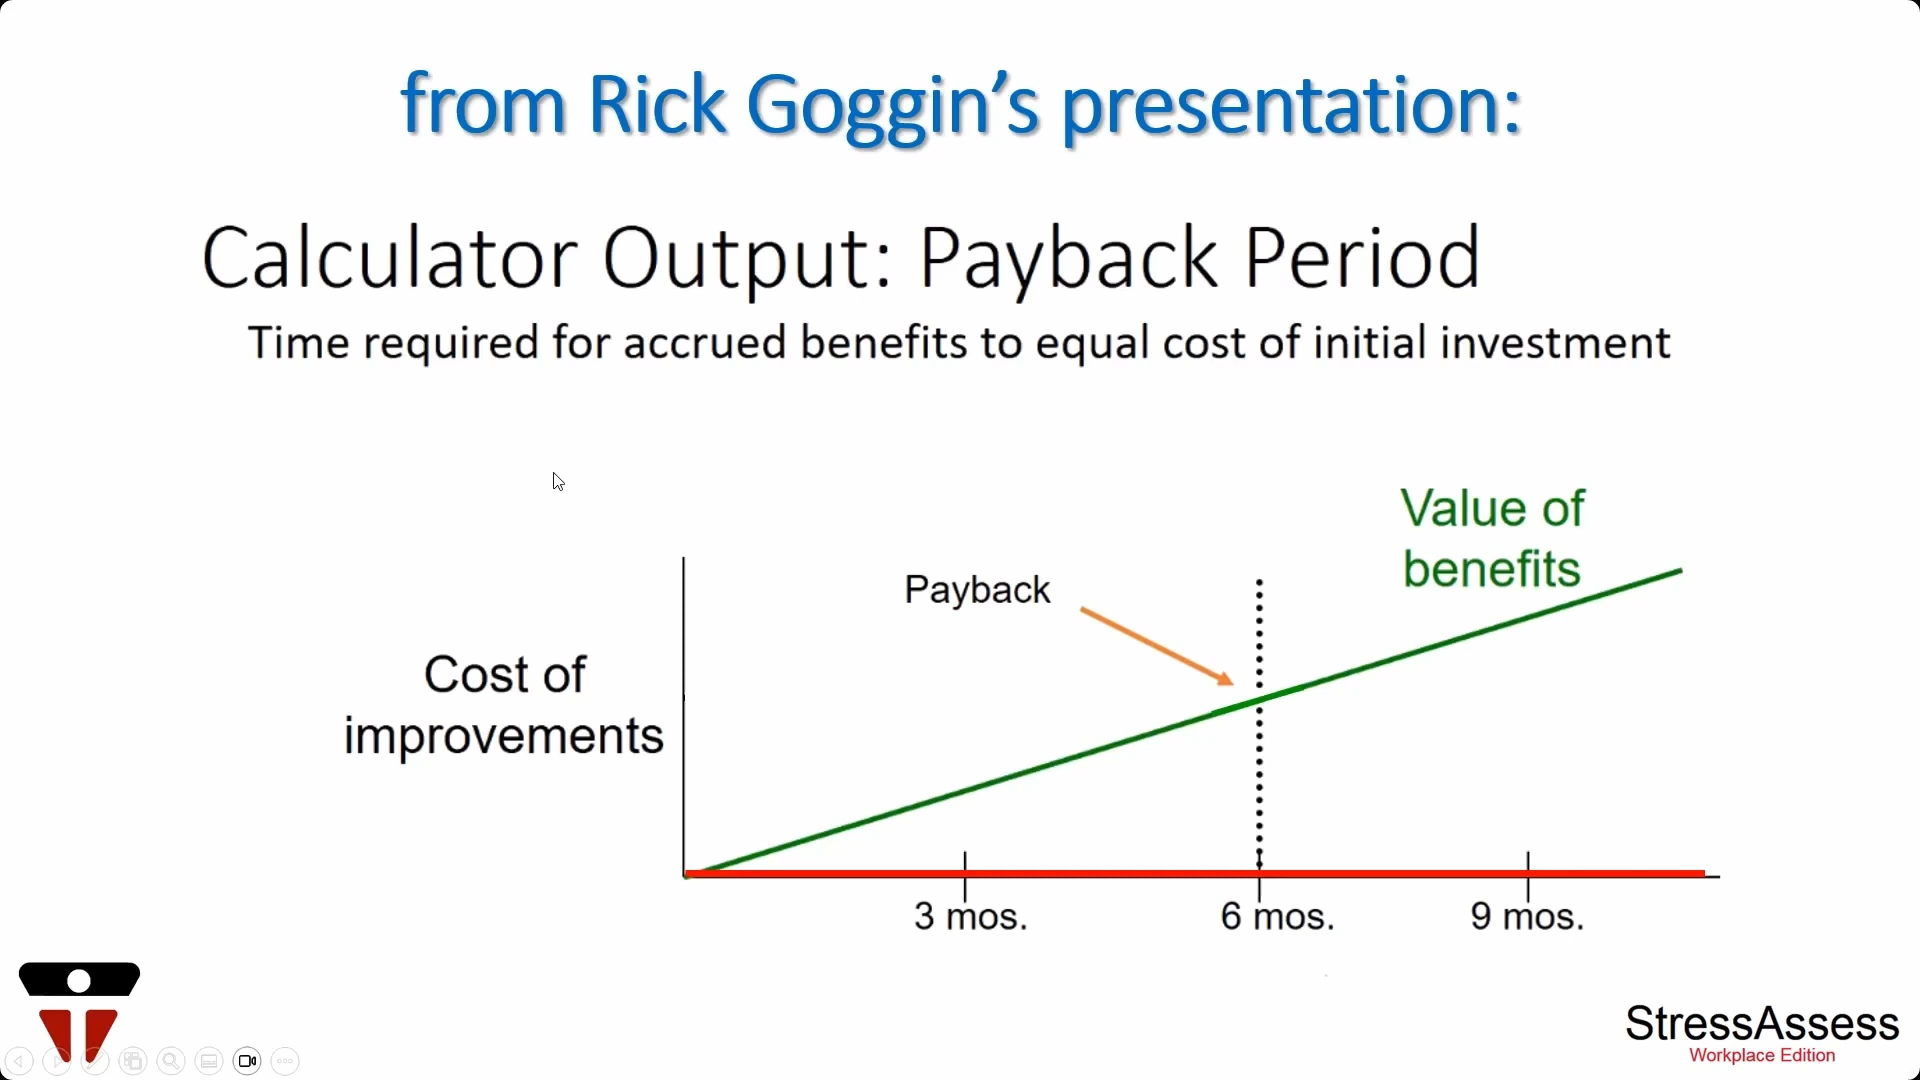 from Rick Goggin’s presentation:
Calculator Output: Payback Period
Time required for accrued benefits to equal cost of initial investment
Value of
benefits
Payback
Cost of
improvements
3 mos.
6 mos.
9 mos.
StressAssess
Workplace Edition